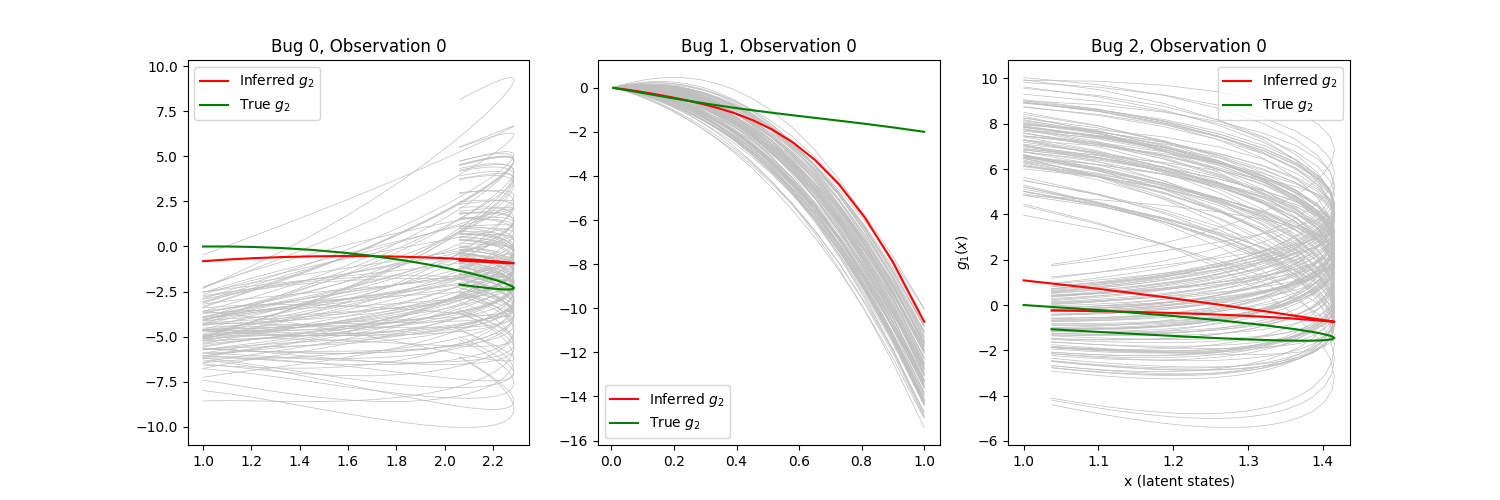 Bug 0, Observation 0
Inferred g₂
True g₂
10.0
7.5
5.0
2.5
0.0
−2.5
−5.0
−7.5
−10.0
1.0 1.2 1.4 1.6 1.8 2.0 2.2
Bug 1, Observation 0
0
−2
−4
−6
−8
−10
−12
−14
−16
Inferred g₂
True g₂
0.0 0.2 0.4 0.6 0.8 1.0
Bug 2, Observation 0
Inferred g₂
True g₂
g₁(x)
10
8
6
4
2
0
−2
−4
−6
1.0 1.1 1.2 1.3 1.4
x (latent states)